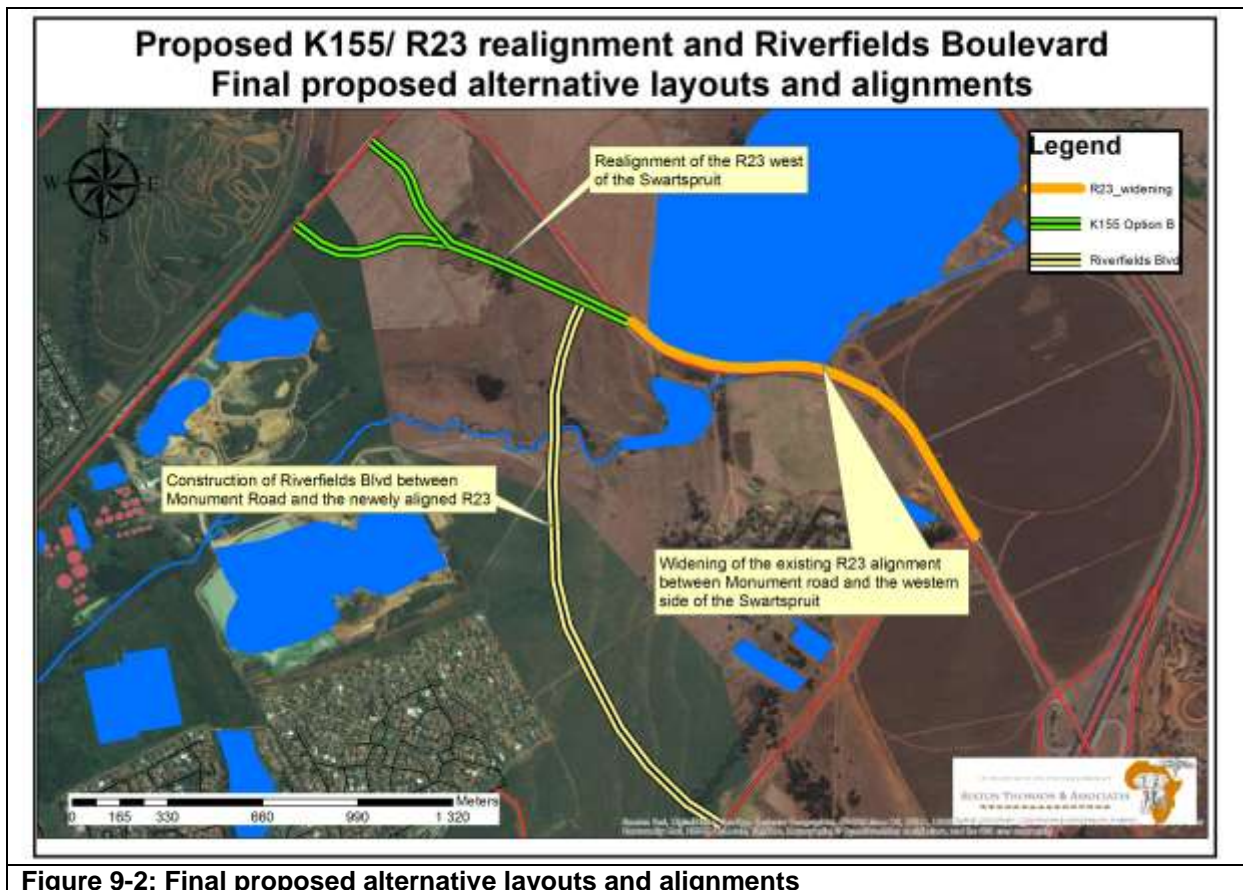 Proposed K155/ R23 realignment and Riverfields Boulevard
Final proposed alternative layouts and alignments
N
W
E
S
Realignment of the R23 west
of the Swartspruit
Legend
R23_widening
K155 Option B
Riverfields Blvd
Construction of Riverfields Blvd between
Monument Road and the newely aligned R23
Widening of the existing R23 alignment
between Monument road and the western
side of the Swartspruit
Meters
0 165 330 660 990 1 320
Thomson & Associates
Figure 9-2: Final proposed alternative layouts and alignments